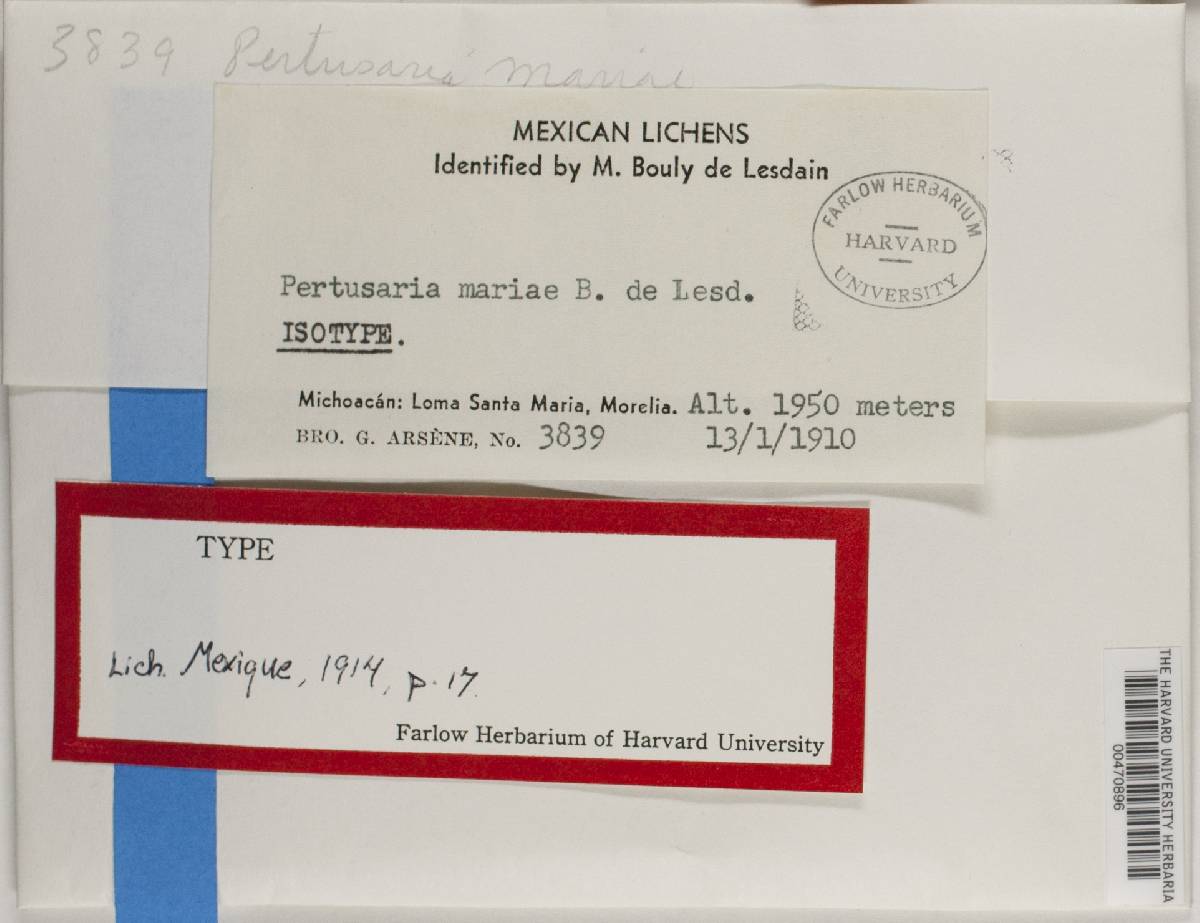 3839 Pertusaria mariae
MEXICAN LICHENS
Identified by M. Bouly de Lesdain
FARLOW HERBARIUM
HARVARD
UNIVERSITY
Pertusaria mariae B. de Lesd.
ISOTYPE.
Michoacán: Loma Santa Maria, Morelia. Alt. 1950 meters
BRO. G. ARSÈNE, No. 3839 13/1/1910
TYPE
Lich. Mexique, 1914, p. 17.
Farlow Herbarium of Harvard University
THE HARVARD UNIVERSITY HERBARIA
00470896